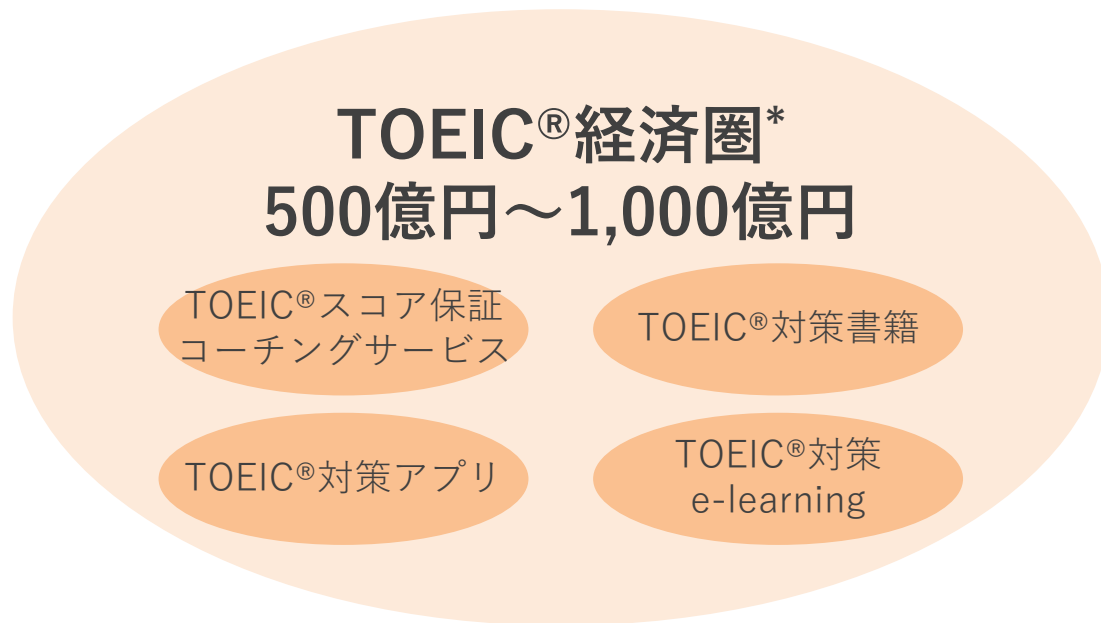 TOEIC®経済圏*
500億円～1,000億円
TOEIC®スコア保証
コーチングサービス
TOEIC®対策書籍
TOEIC®対策アプリ
TOEIC®対策
e-learning